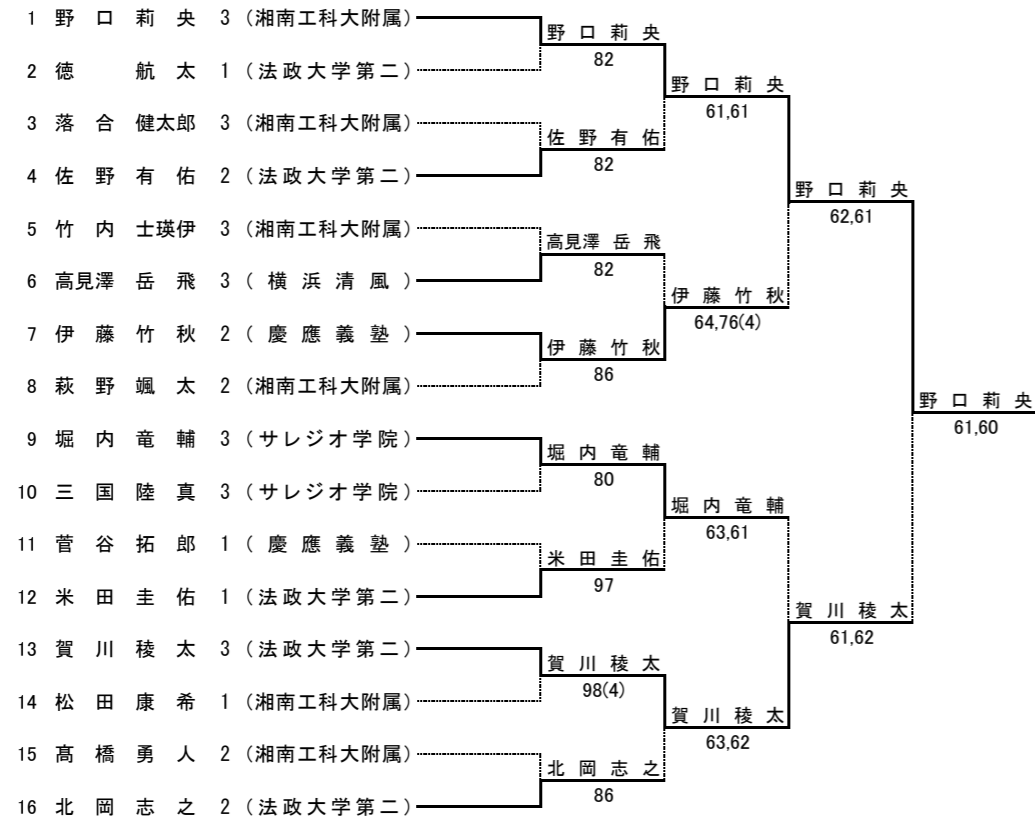 1 野口莉央 3 (湘南工科大附属)
野口莉央
82
2 徳航太 1 (法政大学第二)
野口莉央
61,61
3 落合健太郎 3 (湘南工科大附属)
佐野有佑
82
4 佐野有佑 2 (法政大学第二)
野口莉央
62,61
5 竹内士瑛伊 3 (湘南工科大附属)
高見澤岳飛
82
6 高見澤岳飛 3 (横浜清風)
伊藤竹秋
64,76(4)
7 伊藤竹秋 2 (慶應義塾)
伊藤竹秋
86
8 萩野颯太 2 (湘南工科大附属)
野口莉央
61,60
9 堀内竜輔 3 (サレジオ学院)
堀内竜輔
80
10 三国陸真 3 (サレジオ学院)
堀内竜輔
63,61
11 菅谷拓郎 1 (慶應義塾)
米田圭佑
97
12 米田圭佑 1 (法政大学第二)
賀川稜太
61,62
13 賀川稜太 3 (法政大学第二)
賀川稜太
98(4)
14 松田康希 1 (湘南工科大附属)
賀川稜太
63,62
15 髙橋勇人 2 (湘南工科大附属)
北岡志之
86
16 北岡志之 2 (法政大学第二)